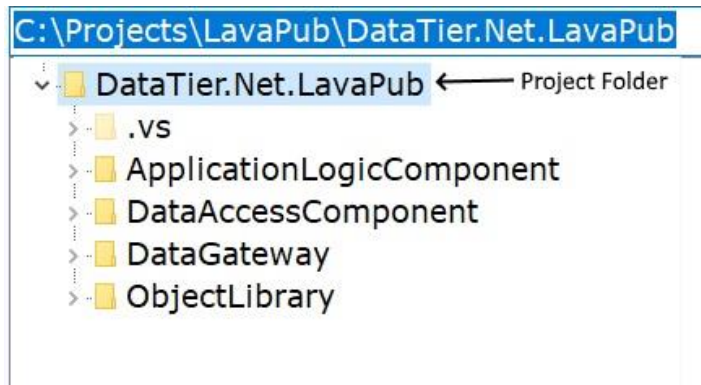 C:\Projects\LavaPub\DataTier.Net.LavaPub
DataTier.Net.LavaPub Project Folder
.vs
ApplicationLogicComponent
DataAccessComponent
DataGateway
ObjectLibrary